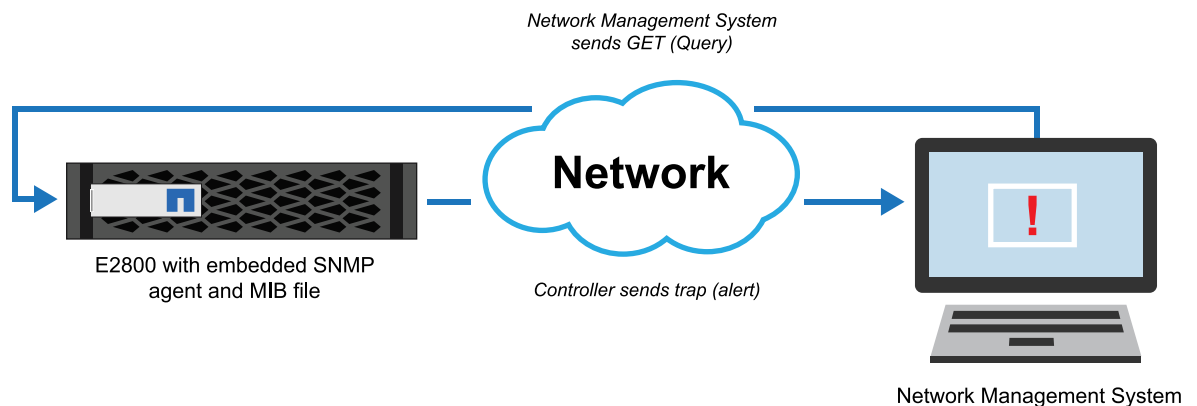 Network Management System
sends GET (Query)
Network
E2800 with embedded SNMP
agent and MIB file
Controller sends trap (alert)
!
Network Management System